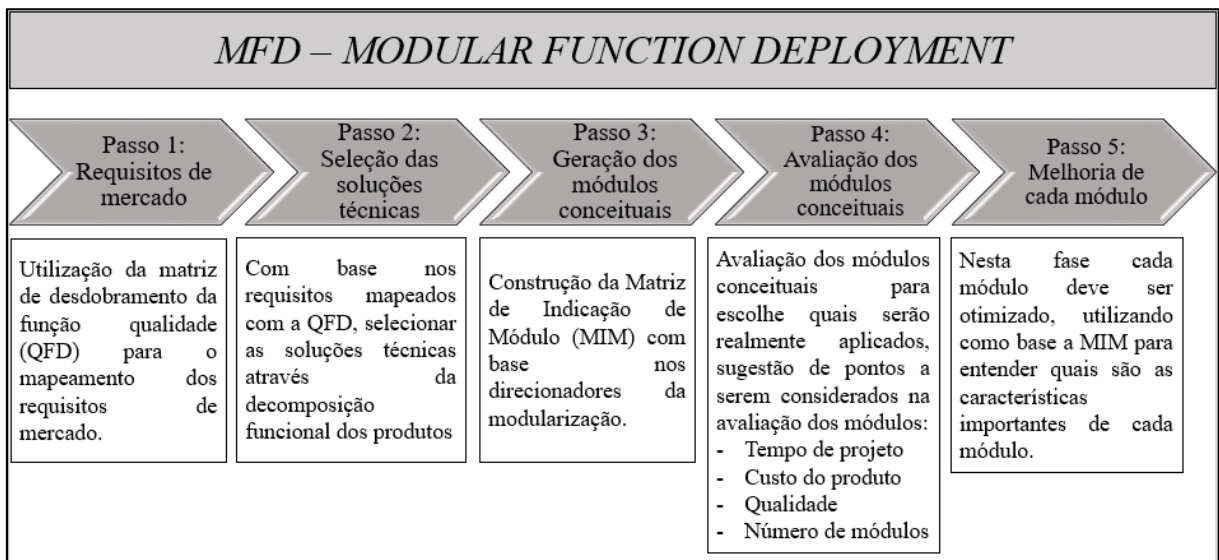 MFD – MODULAR FUNCTION DEPLOYMENT
Passo 1:
Requisitos de
mercado
Passo 2:
Seleção das
soluções
técnicas
Passo 3:
Geração dos
módulos
conceituais
Passo 4:
Avaliação dos
módulos
conceituais
Passo 5:
Melhoria de
cada módulo
Utilização da matriz
de desdobramento da
função qualidade
(QFD) para o
mapeamento dos
requisitos de
mercado.
Com base nos
requisitos mapeados
com a QFD, selecionar
as soluções técnicas
através da
decomposição
funcional dos produtos
Construção da Matriz
de Indicação de
Módulo (MIM) com
base nos
direcionadores da
modularização.
Avaliação dos módulos
conceituais para
escolhe quais serão
realmente aplicados,
sugestão de pontos a
serem considerados na
avaliação dos módulos:
- Tempo de projeto
- Custo do produto
- Qualidade
- Número de módulos
Nesta fase cada
módulo deve ser
otimizado, utilizando
como base a MIM para
entender quais são as
características
importantes de cada
módulo.